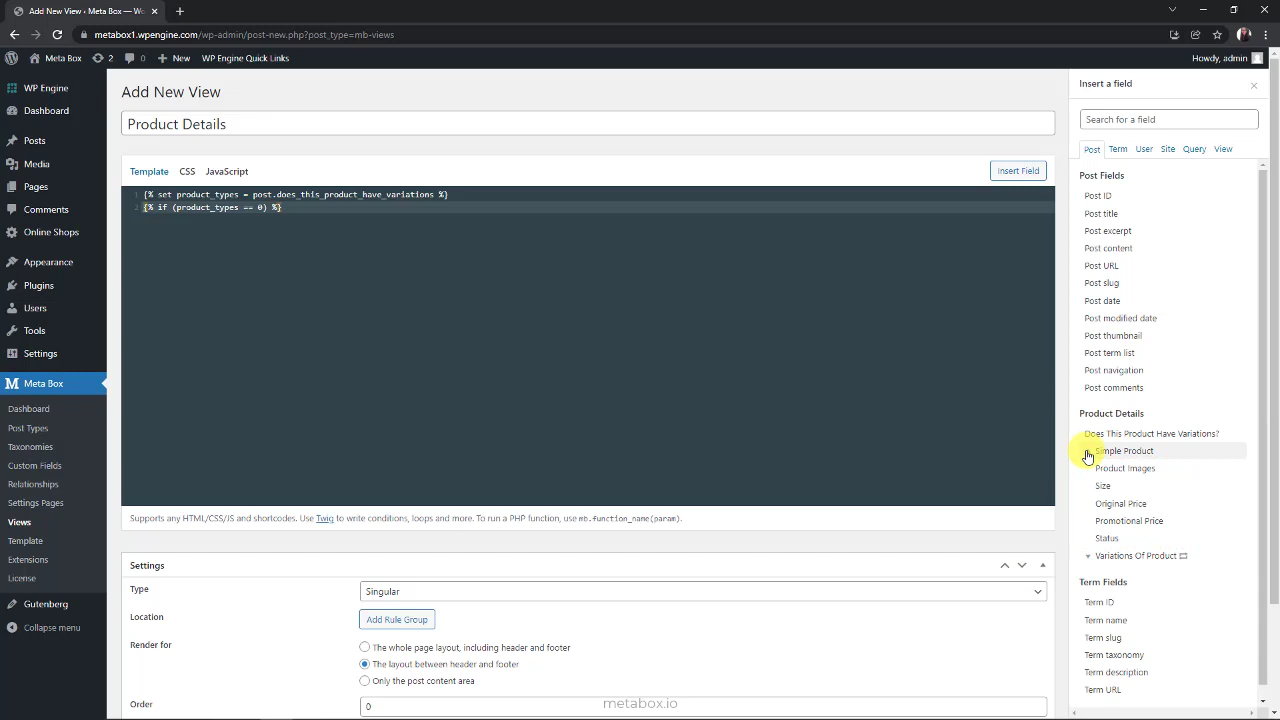 Add New View • Meta Box — Wo
metabox1.wpengine.com/wp-admin/post-new.php?post_type=mb-views
Meta Box
2
0
New
WP Engine Quick Links
Howdy, admin
WP Engine
Dashboard
Posts
Media
Pages
Comments
Online Shops
Appearance
Plugins
Users
Tools
Settings
Meta Box
Dashboard
Post Types
Taxonomies
Custom Fields
Relationships
Settings Pages
Views
Template
Extensions
License
Gutenberg
Collapse menu
Add New View
Product Details
Template CSS JavaScript
Insert Field
1 {% set product_types = post.does_this_product_have_variations %}
2 {% if (product_types == 0) %}
Supports any HTML/CSS/JS and shortcodes. Use Twig to write conditions, loops and more. To run a PHP function, use mb.function_name(param).
Settings
Type
Singular
Location
Add Rule Group
Render for
The whole page layout, including header and footer
The layout between header and footer
Only the post content area
Order
0
metabox.io
Insert a field
Search for a field
Post Term User Site Query View
Post Fields
Post ID
Post title
Post excerpt
Post content
Post URL
Post slug
Post date
Post modified date
Post thumbnail
Post term list
Post navigation
Post comments
Product Details
Does This Product Have Variations?
Simple Product
Product Images
Size
Original Price
Promotional Price
Status
Variations Of Product
Term Fields
Term ID
Term name
Term slug
Term taxonomy
Term description
Term URL